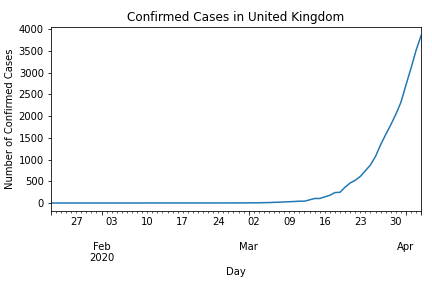 Confirmed Cases in United Kingdom
4000
3500
3000
2500
2000
1500
1000
500
0
Number of Confirmed Cases
27 03 10 17 24 02 09 16 23 30
Feb Mar Apr
2020
Day